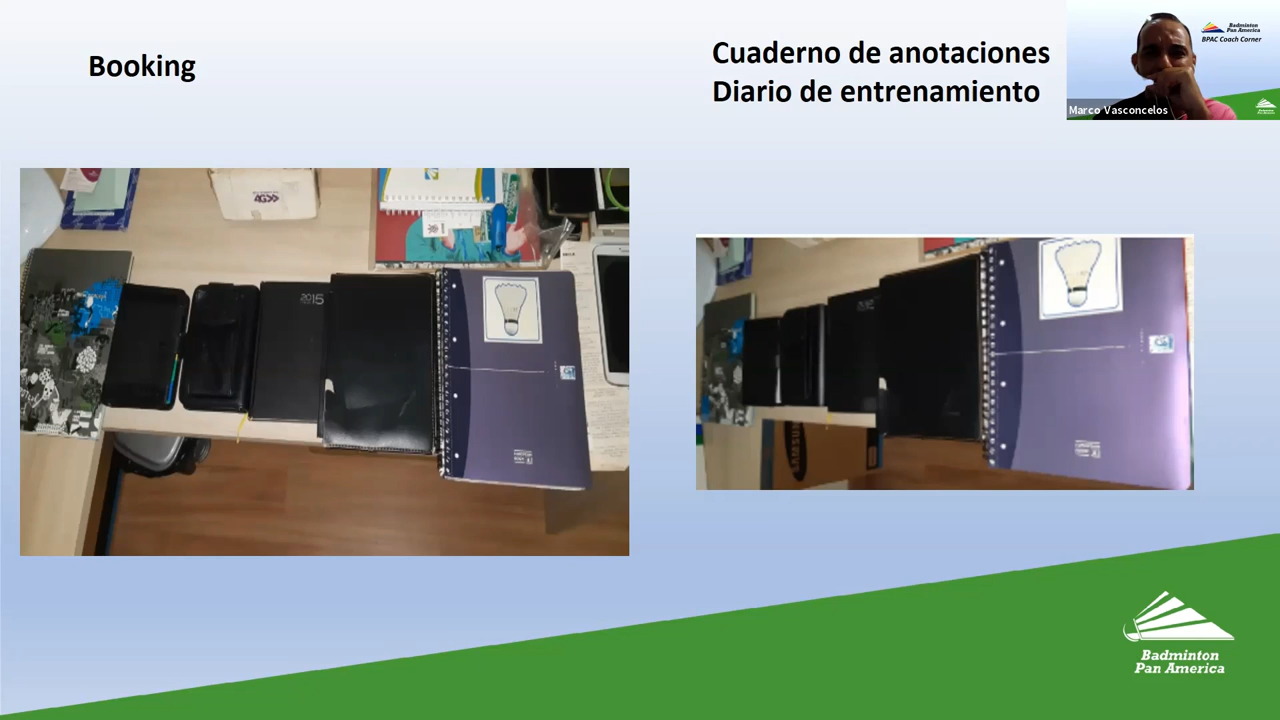 Booking
Cuaderno de anotaciones
Diario de entrenamiento
Badminton
Pan America
BPAC Coach Corner
Marco Vasconcelos
2015
SAMSUNG
Badminton
Pan America